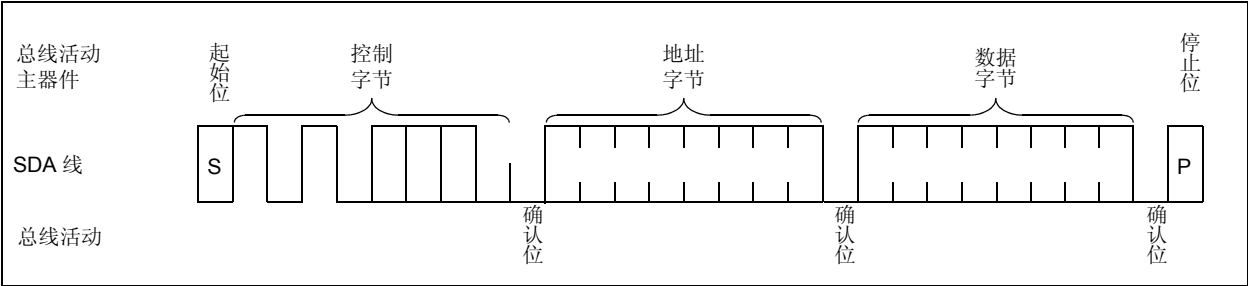 总线活动
主器件
起始位
控制
字节
地址
字节
数据
字节
停止位
SDA 线
S
P
总线活动
确认位
确认位
确认位